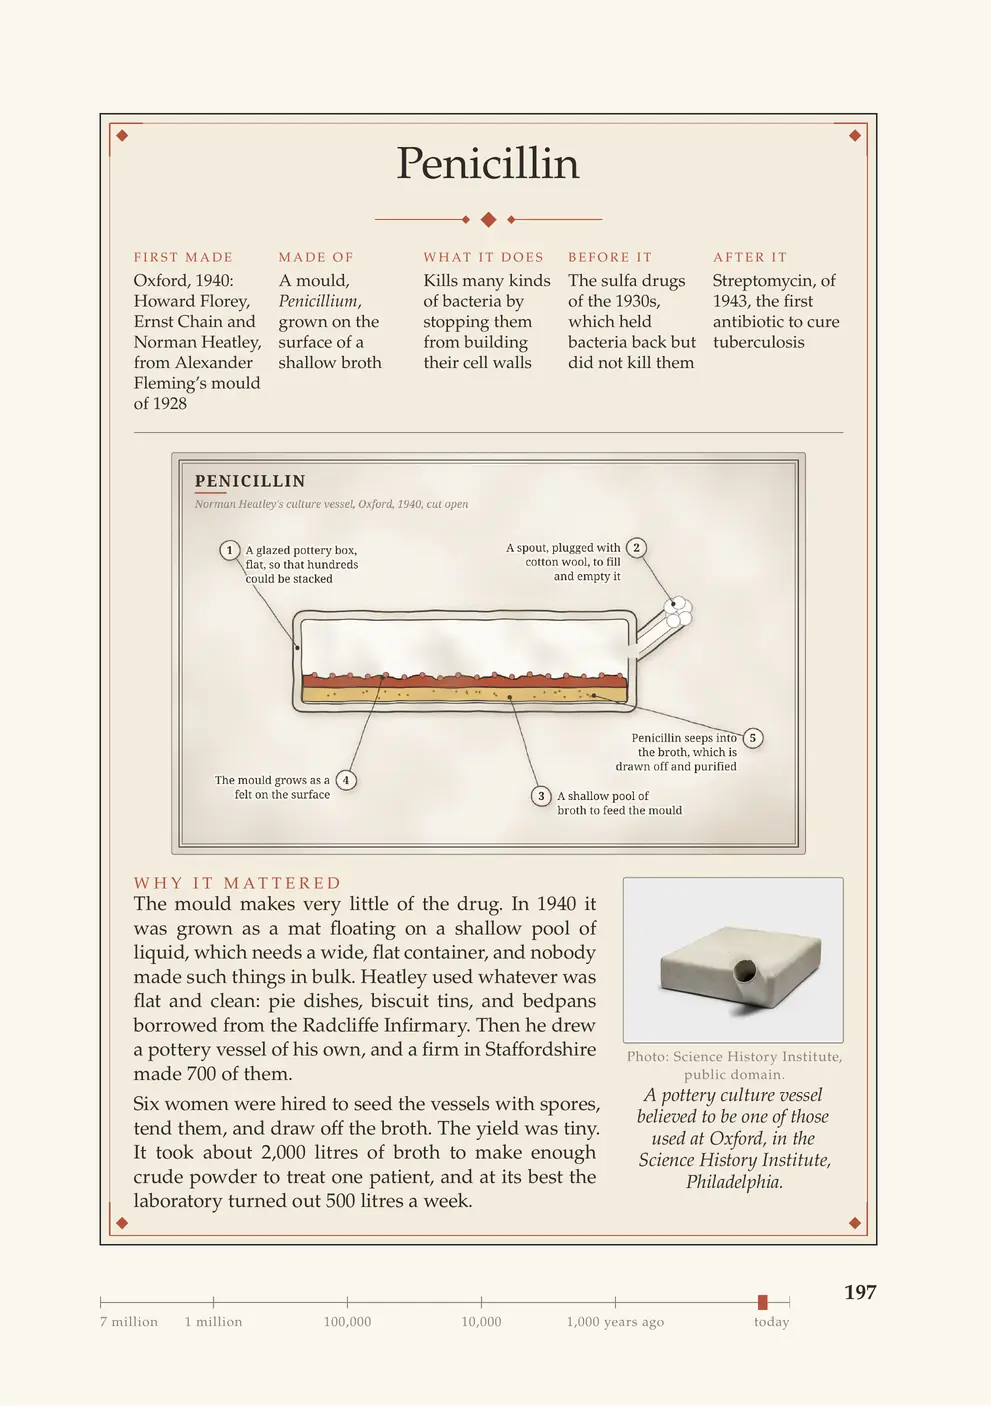 Penicillin
FIRST MADE
Oxford, 1940:
Howard Florey,
Ernst Chain and
Norman Heatley,
from Alexander
Fleming’s mould
of 1928
MADE OF
A mould,
Penicillium,
grown on the
surface of a
shallow broth
WHAT IT DOES
Kills many kinds
of bacteria by
stopping them
from building
their cell walls
BEFORE IT
The sulfa drugs
of the 1930s,
which held
bacteria back but
did not kill them
AFTER IT
Streptomycin, of
1943, the first
antibiotic to cure
tuberculosis
PENICILLIN
Norman Heatley's culture vessel, Oxford, 1940, cut open
1
A glazed pottery box,
flat, so that hundreds
could be stacked
A spout, plugged with
cotton wool, to fill
and empty it
2
Penicillin seeps into
the broth, which is
drawn off and purified
5
The mould grows as a
felt on the surface
4
3
A shallow pool of
broth to feed the mould
WHY IT MATTERED
The mould makes very little of the drug. In 1940 it
was grown as a mat floating on a shallow pool of
liquid, which needs a wide, flat container, and nobody
made such things in bulk. Heatley used whatever was
flat and clean: pie dishes, biscuit tins, and bedpans
borrowed from the Radcliffe Infirmary. Then he drew
a pottery vessel of his own, and a firm in Staffordshire
made 700 of them.
Six women were hired to seed the vessels with spores,
tend them, and draw off the broth. The yield was tiny.
It took about 2,000 litres of broth to make enough
crude powder to treat one patient, and at its best the
laboratory turned out 500 litres a week.
Photo: Science History Institute,
public domain.
A pottery culture vessel
believed to be one of those
used at Oxford, in the
Science History Institute,
Philadelphia.
197
7 million
1 million
100,000
10,000
1,000 years ago
today